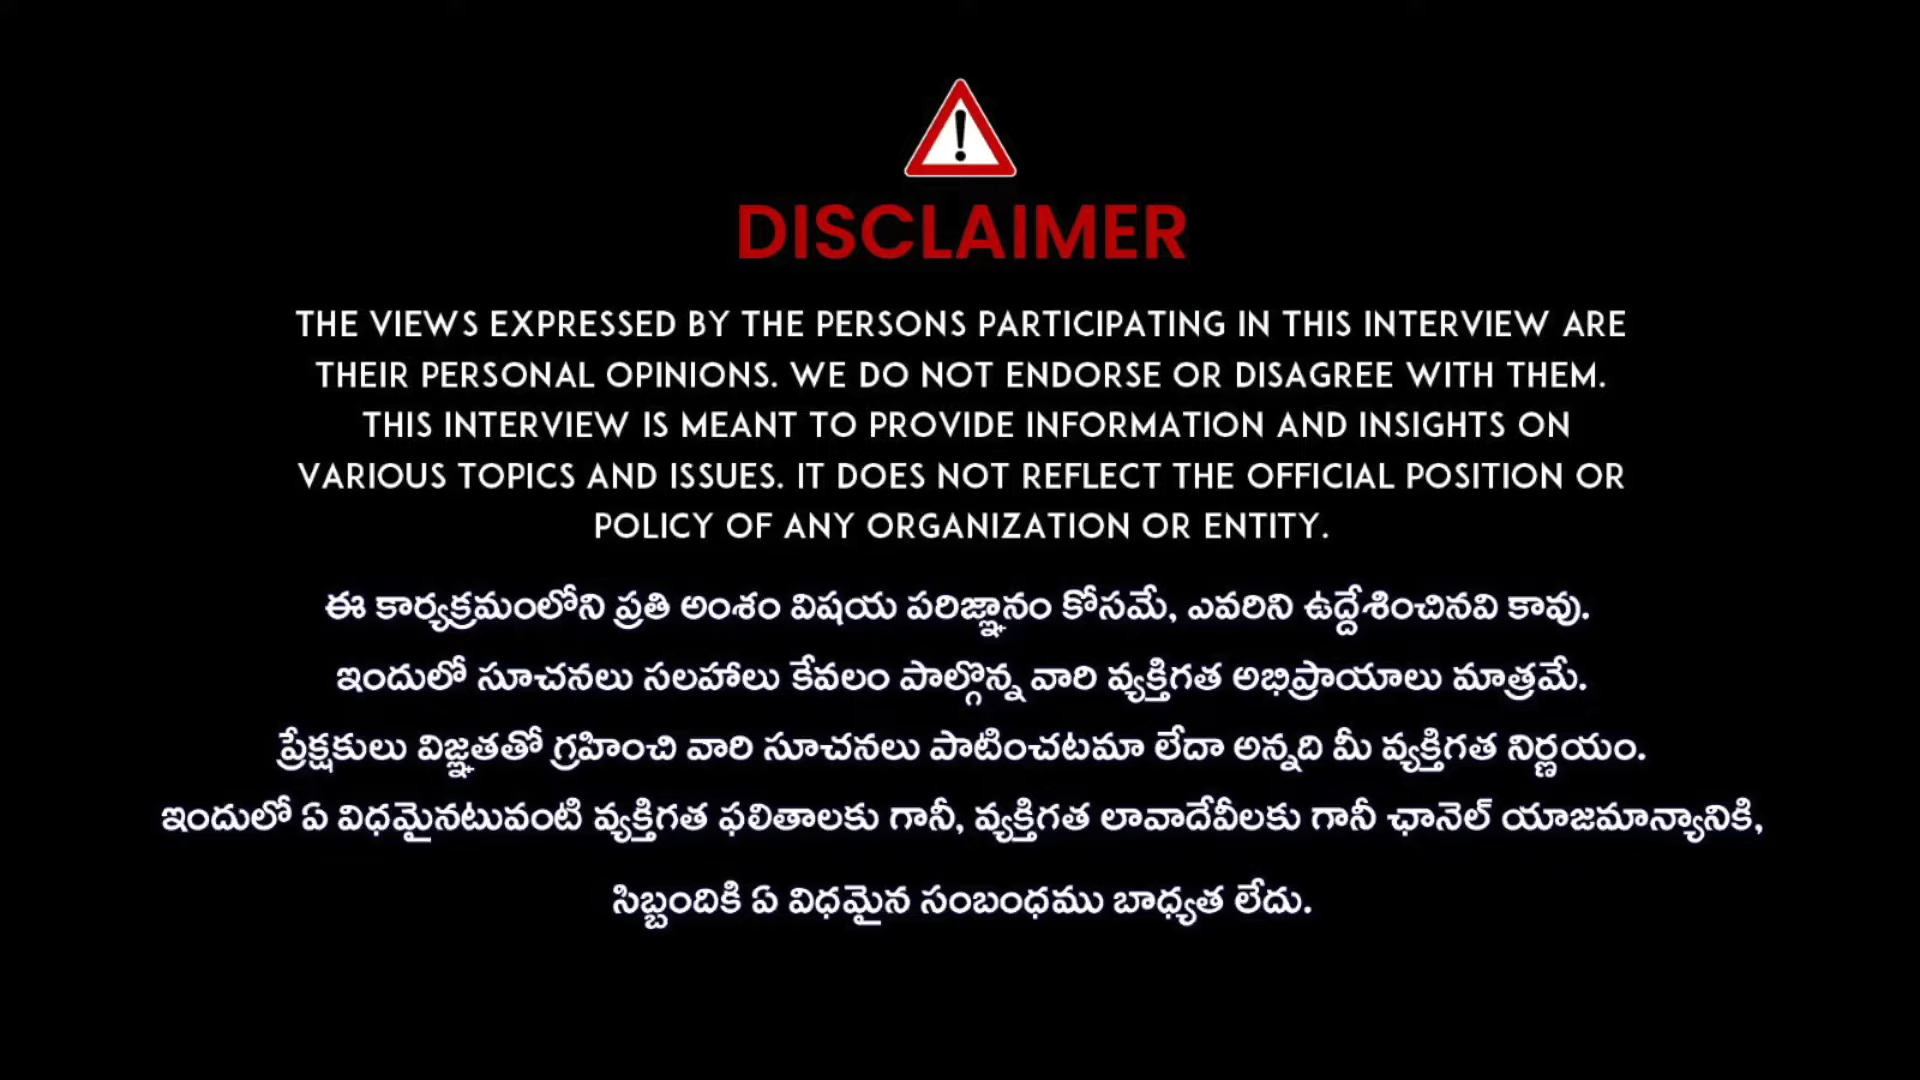 DISCLAIMER
THE VIEWS EXPRESSED BY THE PERSONS PARTICIPATING IN THIS INTERVIEW ARE
THEIR PERSONAL OPINIONS. WE DO NOT ENDORSE OR DISAGREE WITH THEM.
THIS INTERVIEW IS MEANT TO PROVIDE INFORMATION AND INSIGHTS ON
VARIOUS TOPICS AND ISSUES. IT DOES NOT REFLECT THE OFFICIAL POSITION OR
POLICY OF ANY ORGANIZATION OR ENTITY.
ఈ కార్యక్రమంలోని ప్రతి అంశం విషయ పరిజ్ఞానం కోసమే, ఎవరిని ఉద్దేశించినవి కావు.
ఇందులో సూచనలు సలహాలు కేవలం పాల్గొన్న వారి వ్యక్తిగత అభిప్రాయాలు మాత్రమే.
ప్రేక్షకులు విజ్ఞతతో గ్రహించి వారి సూచనలు పాటించటమా లేదా అన్నది మీ వ్యక్తిగత నిర్ణయం.
ఇందులో ఏ విధమైనటువంటి వ్యక్తిగత ఫలితాలకు గానీ, వ్యక్తిగత లావాదేవీలకు గానీ ఛానెల్ యాజమాన్యానికి,
సిబ్బందికి ఏ విధమైన సంబంధము బాధ్యత లేదు.